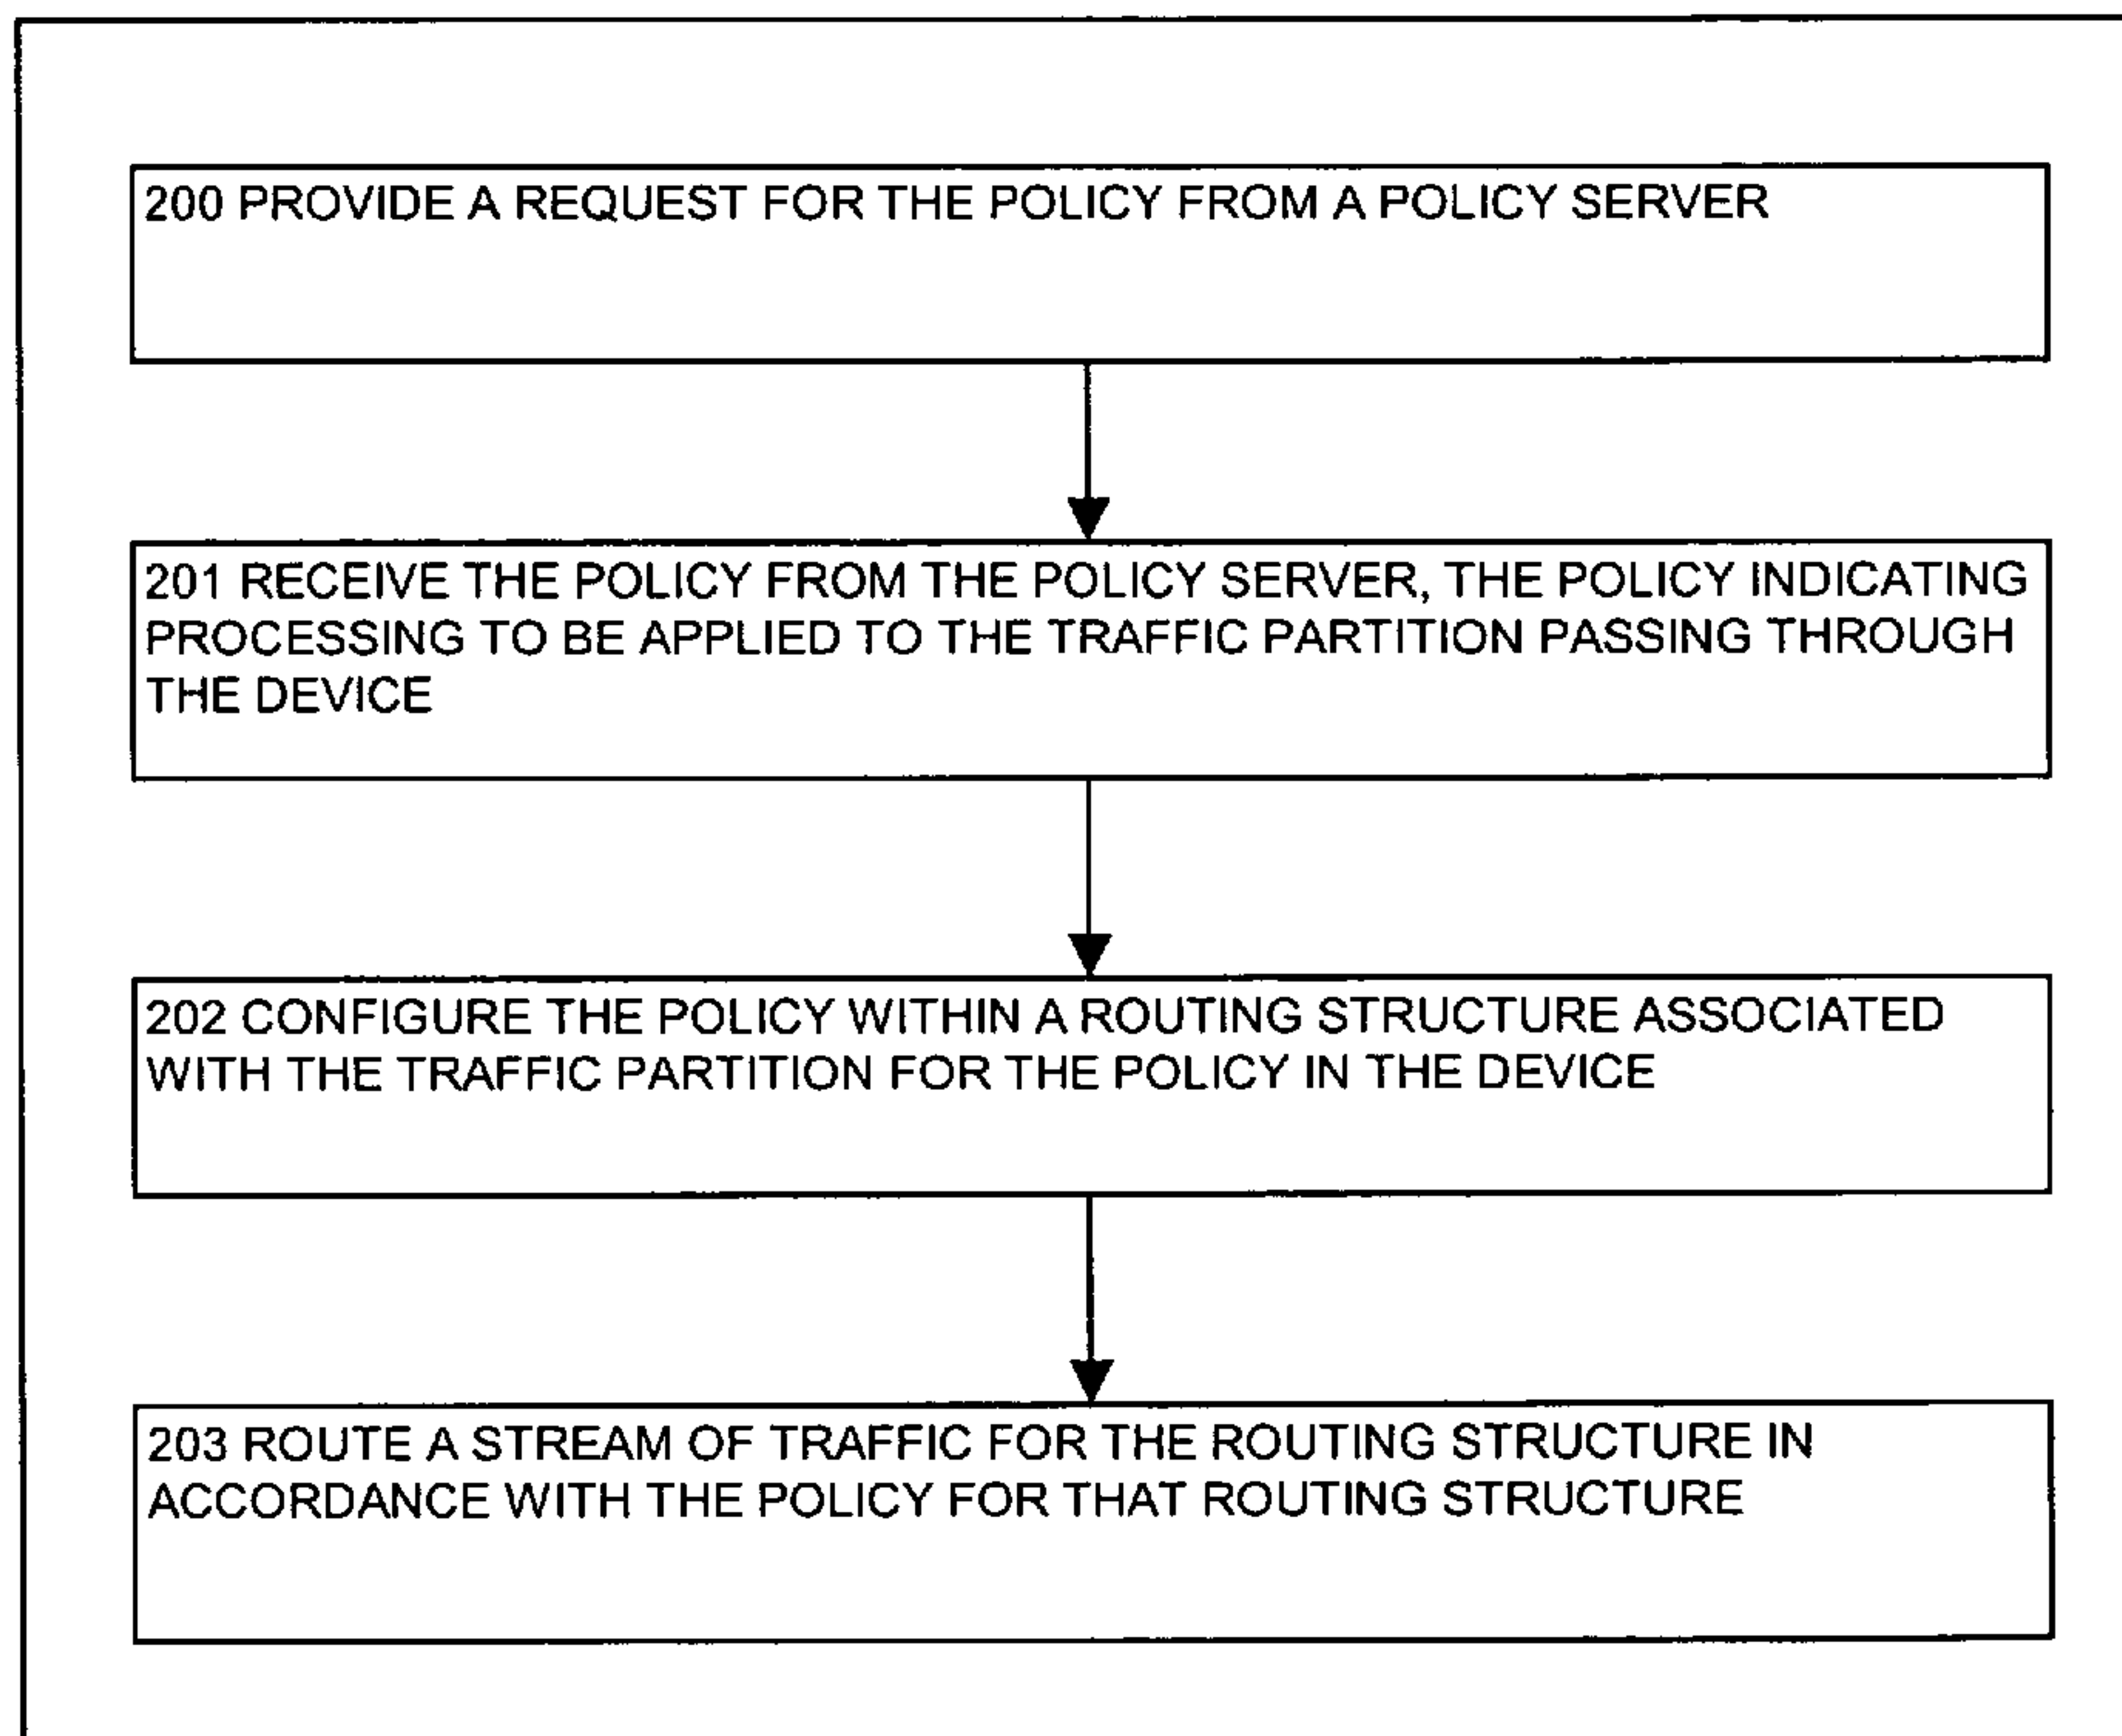 200 PROVIDE A REQUEST FOR THE POLICY FROM A POLICY SERVER
201 RECEIVE THE POLICY FROM THE POLICY SERVER, THE POLICY INDICATING
PROCESSING TO BE APPLIED TO THE TRAFFIC PARTITION PASSING THROUGH
THE DEVICE
202 CONFIGURE THE POLICY WITHIN A ROUTING STRUCTURE ASSOCIATED
WITH THE TRAFFIC PARTITION FOR THE POLICY IN THE DEVICE
203 ROUTE A STREAM OF TRAFFIC FOR THE ROUTING STRUCTURE IN
ACCORDANCE WITH THE POLICY FOR THAT ROUTING STRUCTURE